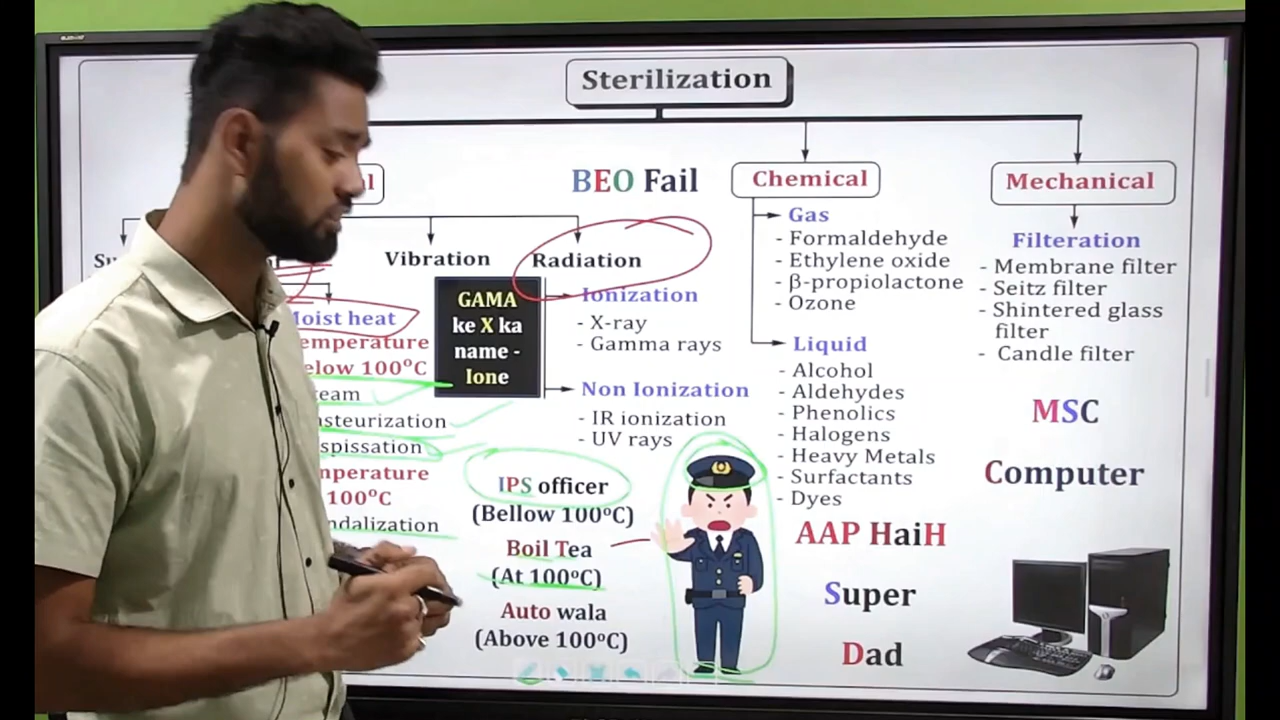 Sterilization
BEO Fail
Chemical
Mechanical
Vibration
Radiation
GAMA
ke X ka
name -
Ione
Moist heat
100°C
Ionization
- X-ray
- Gamma rays
Non Ionization
- IR ionization
- UV rays
100°C
IPS officer
(Bellow 100°C)
Boil Tea
(At 100°C)
Auto wala
(Above 100°C)
Gas
- Formaldehyde
- Ethylene oxide
- β-propiolactone
- Ozone
Liquid
- Alcohol
- Aldehydes
- Phenolics
- Halogens
- Heavy Metals
- Surfactants
- Dyes
AAP HaiH
Super
Dad
Filteration
- Membrane filter
- Seitz filter
- Shintered glass
filter
- Candle filter
MSC
Computer